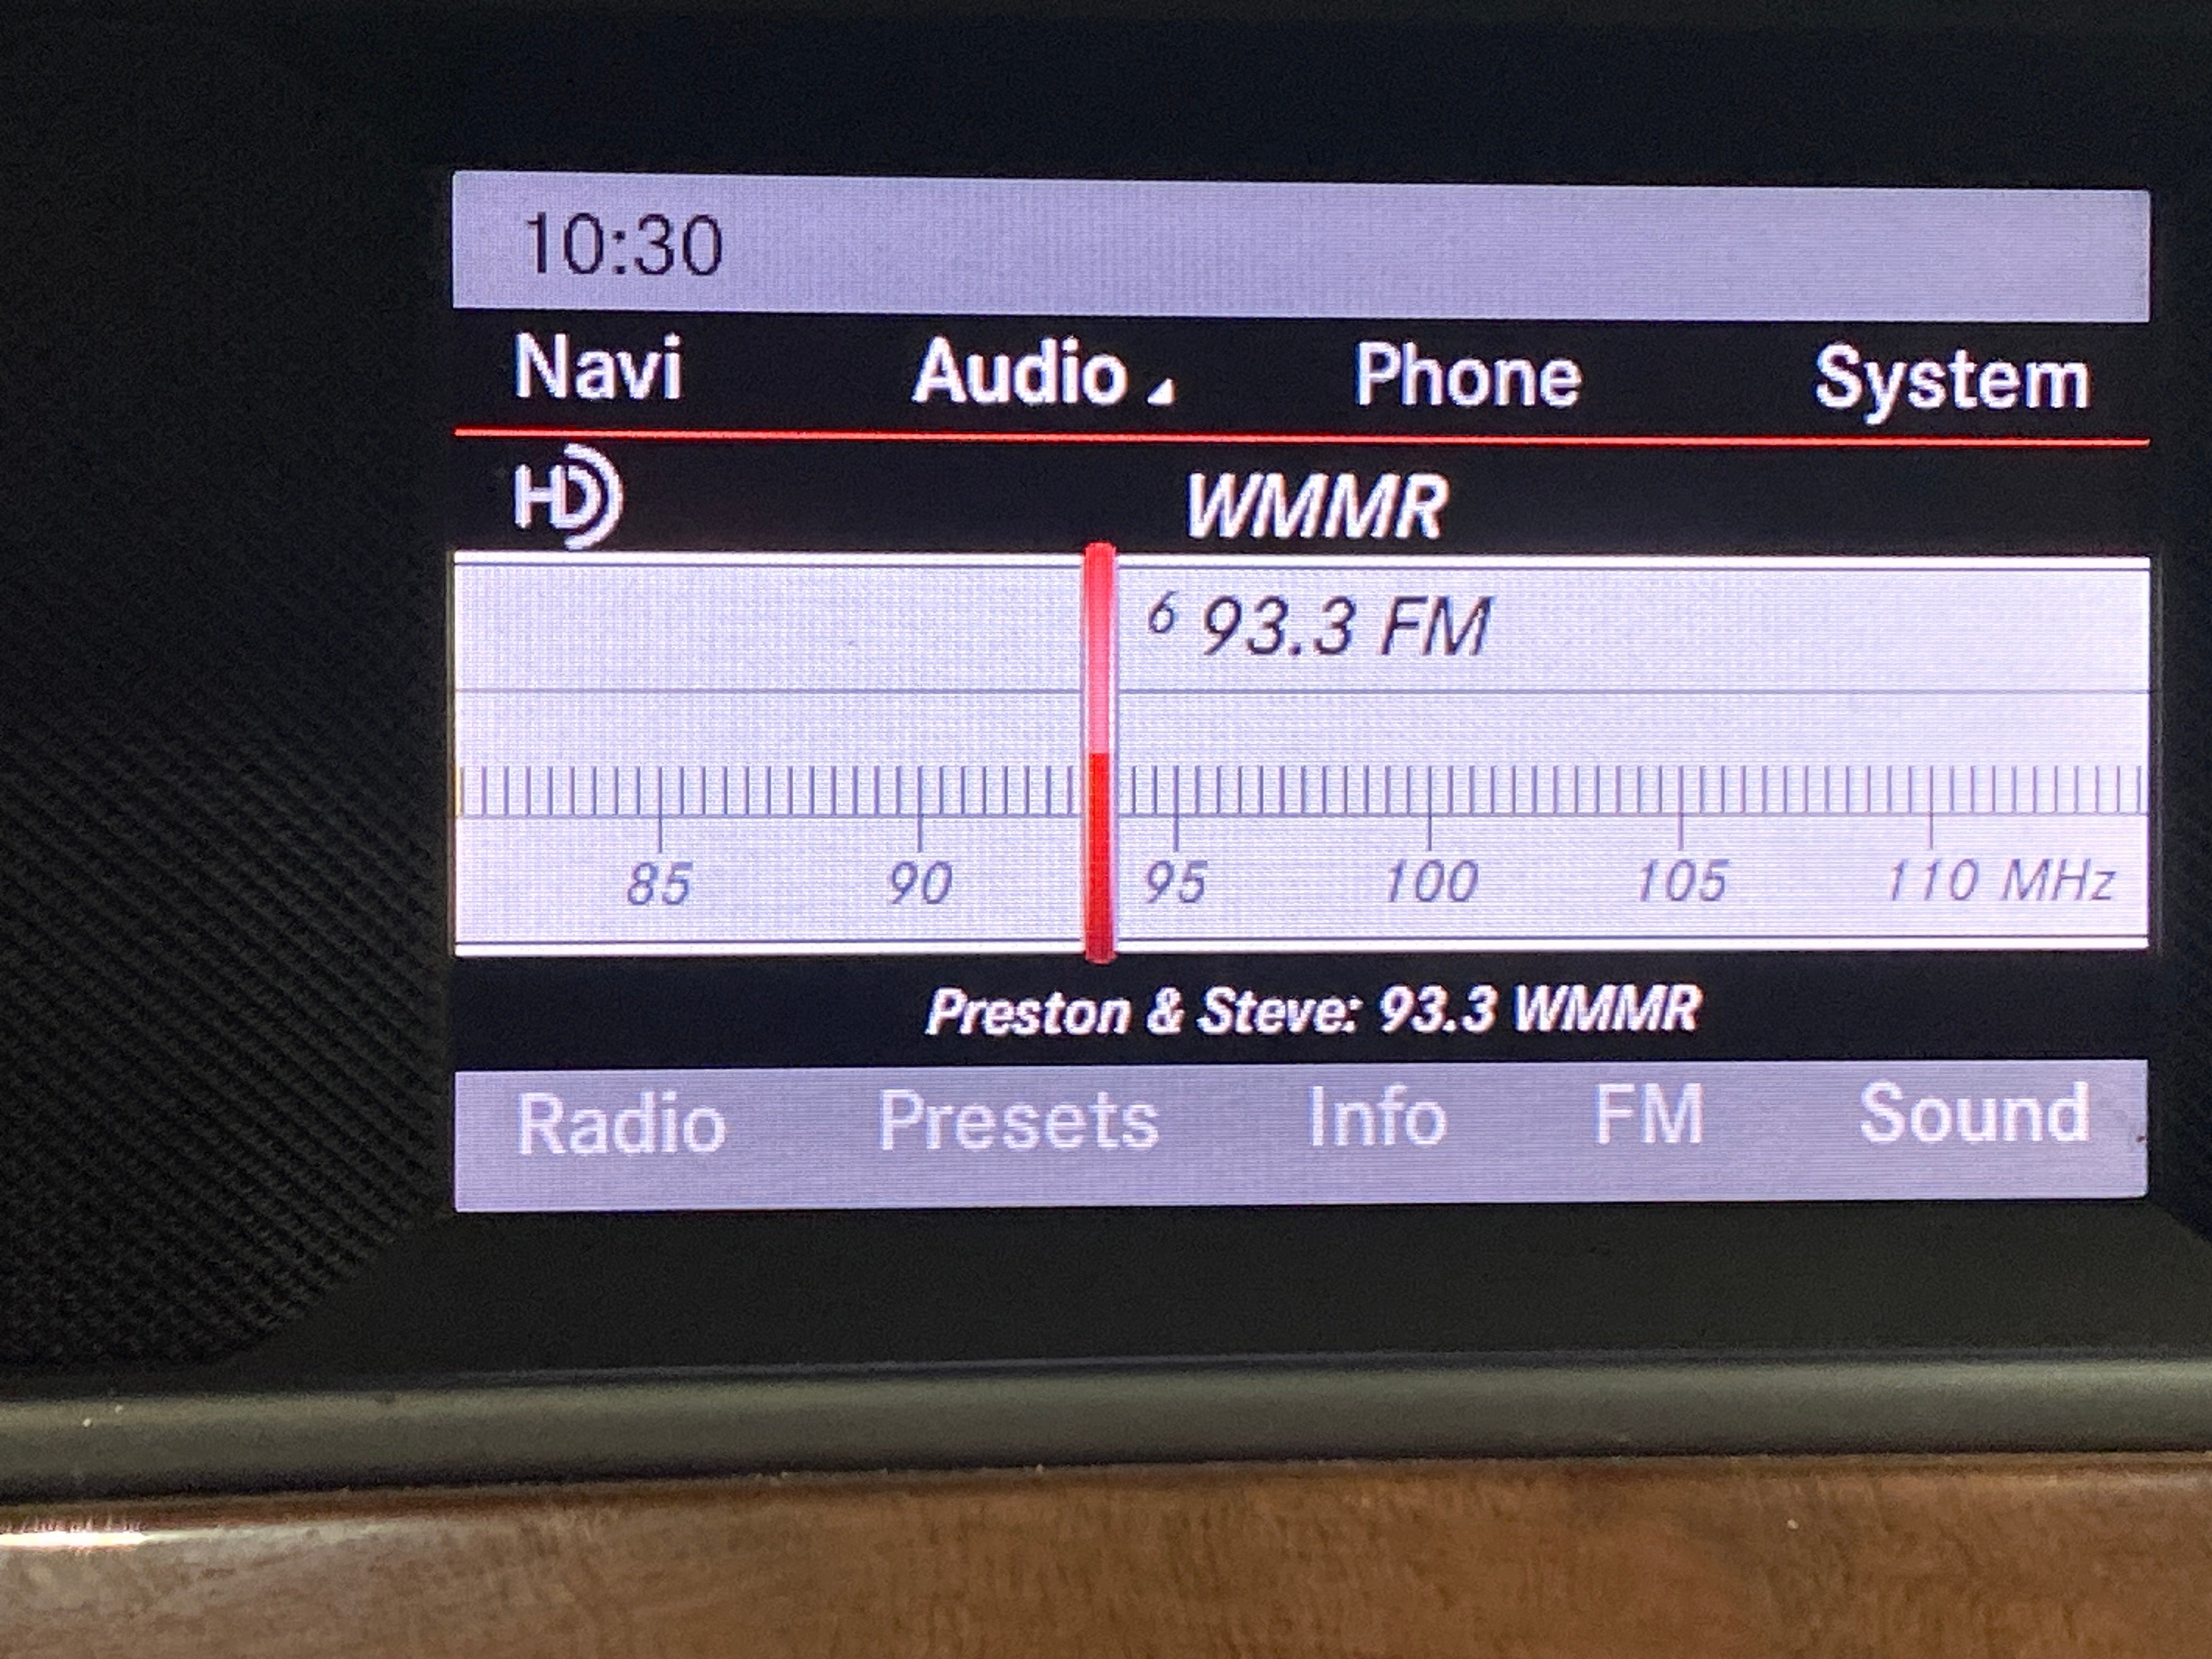 10:30
Navi Audio Phone System
HD WMMR
6 93.3 FM
85 90 95 100 105 110 MHz
Preston & Steve: 93.3 WMMR
Radio Presets Info FM Sound